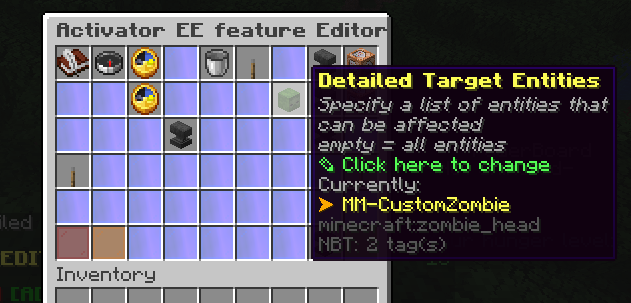 Activator EE feature Editor
Detailed Target Entities
Specify a list of entities that
can be affected
empty = all entities
✎ Click here to change
Currently:
➤ MM-CustomZombie
minecraft:zombie_head
NBT: 2 tag(s)
Inventory